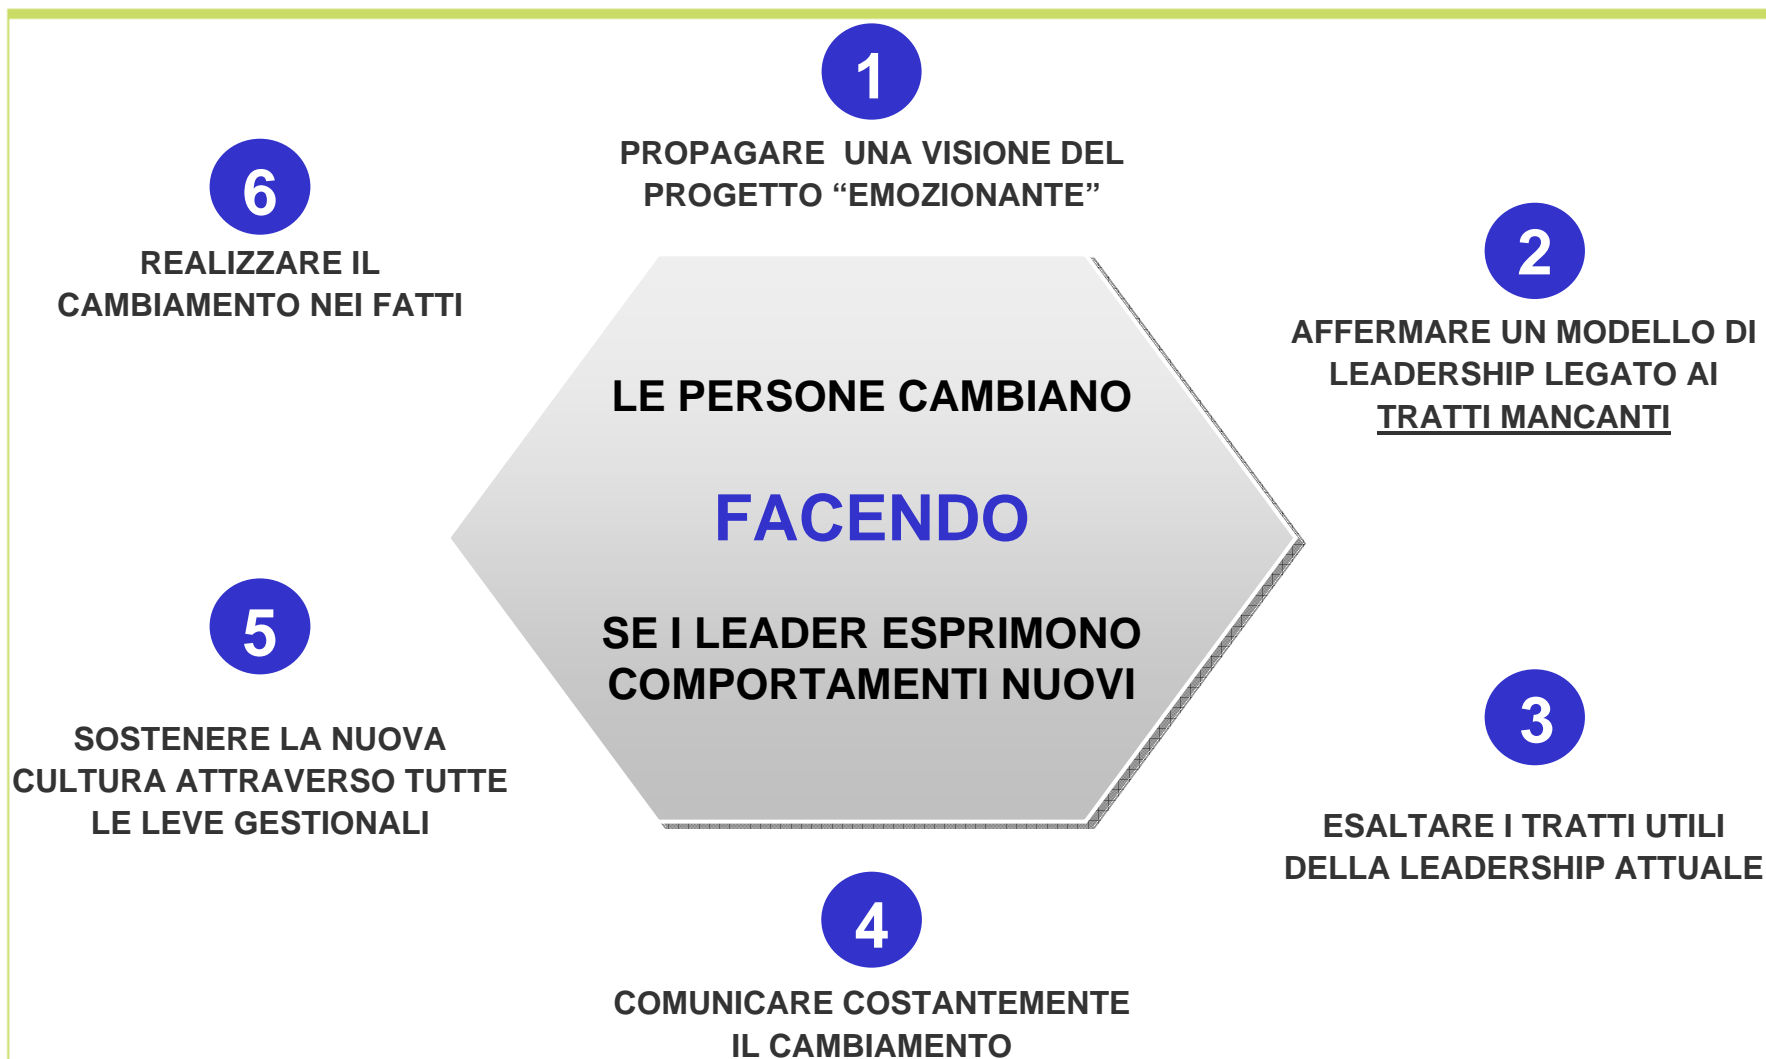 1
PROPAGARE UNA VISIONE DEL
PROGETTO “EMOZIONANTE”
2
AFFERMARE UN MODELLO DI
LEADERSHIP LEGATO AI
TRATTI MANCANTI
3
ESALTARE I TRATTI UTILI
DELLA LEADERSHIP ATTUALE
4
COMUNICARE COSTANTEMENTE
IL CAMBIAMENTO
5
SOSTENERE LA NUOVA
CULTURA ATTRAVERSO TUTTE
LE LEVE GESTIONALI
6
REALIZZARE IL
CAMBIAMENTO NEI FATTI
LE PERSONE CAMBIANO
FACENDO
SE I LEADER ESPRIMONO
COMPORTAMENTI NUOVI